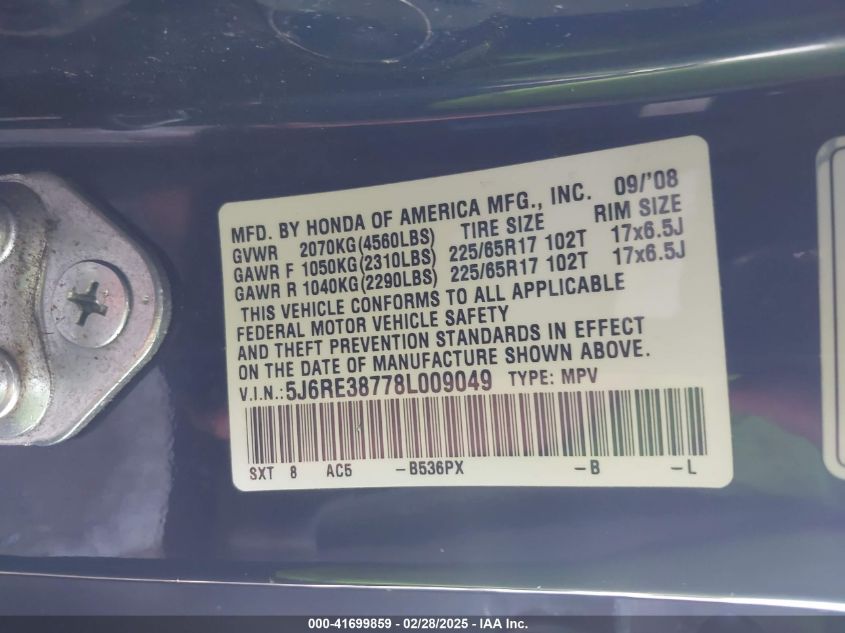 MFD. BY HONDA OF AMERICA MFG., INC. 09/'08
GVWR 2070KG(4560LBS) TIRE SIZE RIM SIZE
GAWR F 1050KG(2310LBS) 225/65R17 102T 17x6.5J
GAWR R 1040KG(2290LBS) 225/65R17 102T 17x6.5J
THIS VEHICLE CONFORMS TO ALL APPLICABLE
FEDERAL MOTOR VEHICLE SAFETY
AND THEFT PREVENTION STANDARDS IN EFFECT
ON THE DATE OF MANUFACTURE SHOWN ABOVE.
V.I.N.:5J6RE38778L009049 TYPE: MPV
SXT 8 AC5 -B536PX -B -L
000-41699859 - 02/28/2025 - IAA Inc.